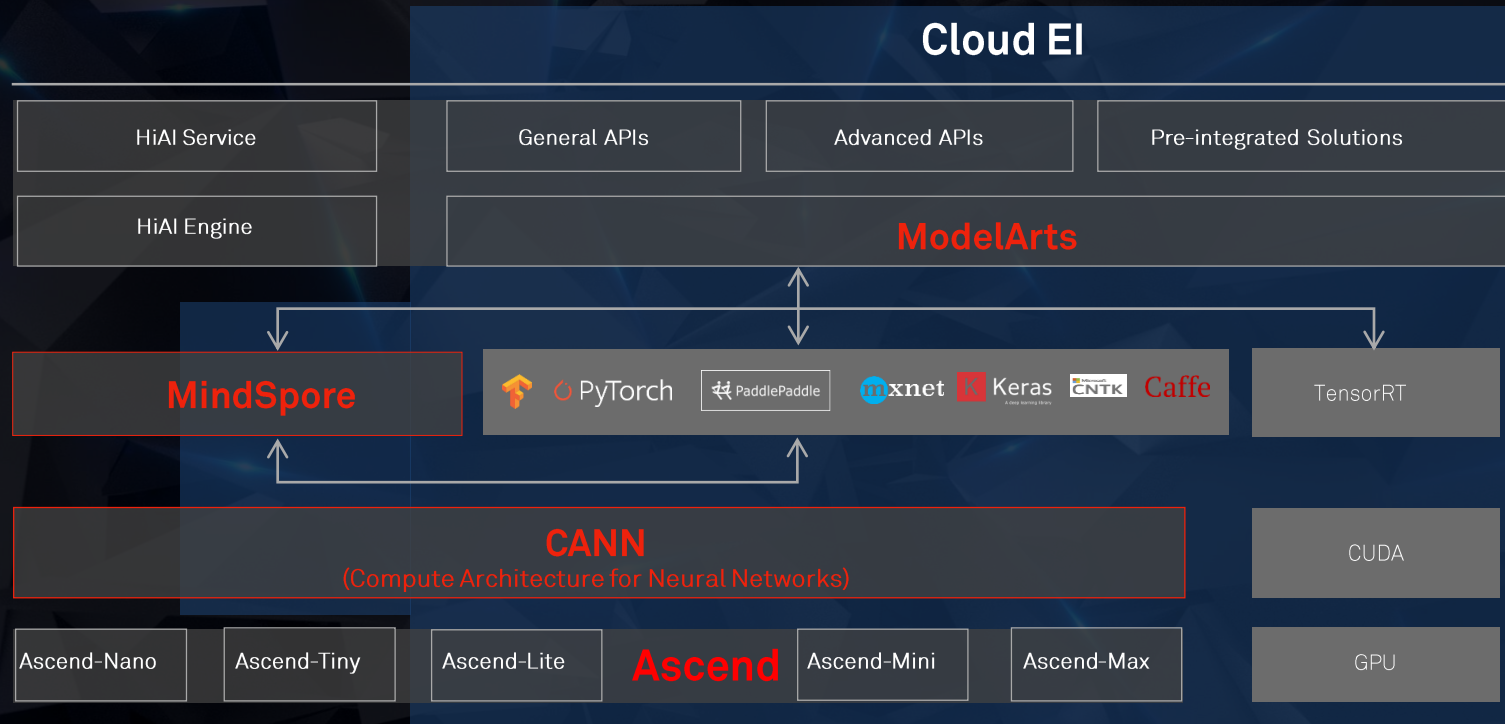 Cloud EI
HiAI Service
General APIs
Advanced APIs
Pre-integrated Solutions
HiAI Engine
ModelArts
MindSpore
PyTorch
PaddlePaddle
mxnet
K Keras
Microsoft
CNTK
Caffe
TensorRT
CANN
(Compute Architecture for Neural Networks)
CUDA
Ascend-Nano
Ascend-Tiny
Ascend-Lite
Ascend
Ascend-Mini
Ascend-Max
GPU